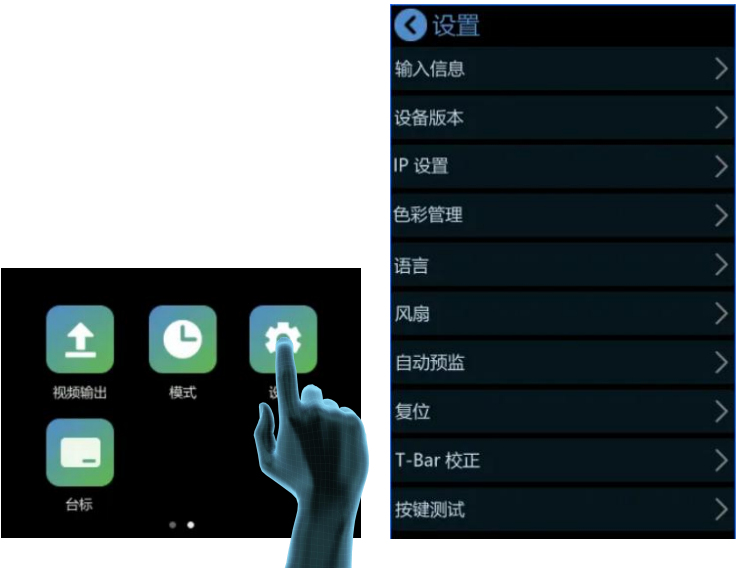 视频输出
模式
设
台标
设置
输入信息
设备版本
IP 设置
色彩管理
语言
风扇
自动预监
复位
T-Bar 校正
按键测试